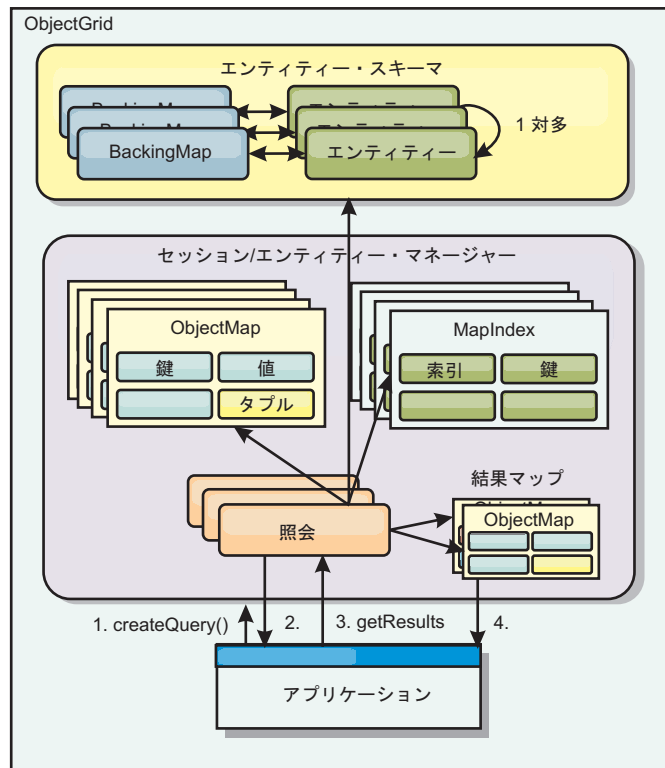 ObjectGrid
エンティティー・スキーマ
BackingMap
エンティティー
1 対多
セッション/エンティティー・マネージャー
ObjectMap
鍵
値
タプル
MapIndex
索引
鍵
結果マップ
ObjectMap
照会
1. createQuery()
2.
3. getResults
4.
アプリケーション